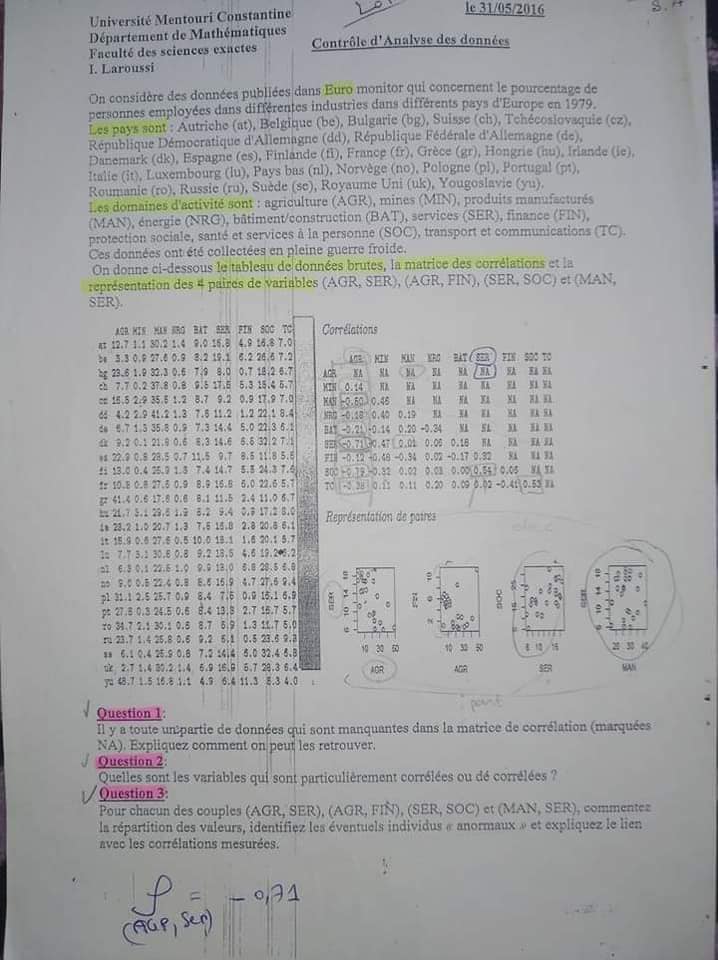 Université Mentouri Constantine
Département de Mathématiques
Faculté des sciences exactes
I. Laroussi
le 31/05/2016
S.H
Contrôle d'Analyse des données
On considère des données publiées dans Euro monitor qui concernent le pourcentage de
personnes employées dans différentes industries dans différents pays d'Europe en 1979.
Les pays sont : Autriche (at), Belgique (be), Bulgarie (bg), Suisse (ch), Tchécoslovaquie (cz),
République Démocratique d'Allemagne (dd), République Fédérale d'Allemagne (de),
Danemark (dk), Espagne (es), Finlande (fi), France (fr), Grèce (gr), Hongrie (hu), Irlande (ie),
Italie (it), Luxembourg (lu), Pays bas (nl), Norvège (no), Pologne (pl), Portugal (pt),
Roumanie (ro), Russie (ru), Suède (se), Royaume Uni (uk), Yougoslavie (yu).
Les domaines d'activité sont : agriculture (AGR), mines (MIN), produits manufacturés
(MAN), énergie (NRG), bâtiment/construction (BAT), services (SER), finance (FIN),
protection sociale, santé et services à la personne (SOC), transport et communications (TC).
Ces données ont été collectées en pleine guerre froide.
On donne ci-dessous le tableau de données brutes, la matrice des corrélations et la
représentation des 4 paires de variables (AGR, SER), (AGR, FIN), (SER, SOC) et (MAN,
SER).
AGR MIN MAN NRG BAT SER FIN SOC TC
at 12.7 1.1 30.2 1.4 9.0 16.8 4.9 16.8 7.0
be 3.3 0.9 27.6 0.9 8.2 19.1 6.2 26.6 7.2
bg 23.6 1.9 32.3 0.6 7.9 8.0 0.7 18.2 6.7
ch 7.7 0.2 37.8 0.8 9.5 17.5 5.3 15.4 5.7
cz 16.5 2.9 35.5 1.2 8.7 9.2 0.9 17.9 7.0
dd 4.2 2.9 41.2 1.3 7.6 11.2 1.2 22.1 8.4
de 6.7 1.3 35.8 0.9 7.3 14.4 5.0 22.3 6.1
dk 9.2 0.1 21.8 0.6 8.3 14.6 6.5 32.2 7.1
es 22.9 0.8 28.5 0.7 11.5 9.7 8.5 11.8 5.5
fi 13.0 0.4 25.9 1.3 7.4 14.7 5.5 24.3 7.6
fr 10.8 0.8 27.5 0.9 8.9 16.8 6.0 22.6 5.7
gr 41.4 0.6 17.6 0.6 8.1 11.5 2.4 11.0 6.7
hu 21.7 3.1 29.6 1.9 8.2 9.4 0.9 17.2 8.0
ie 23.2 1.0 20.7 1.3 7.5 16.8 2.8 20.8 6.1
it 15.9 0.6 27.6 0.5 10.0 18.1 1.6 20.1 5.7
lu 7.7 3.1 30.8 0.8 9.2 18.5 4.6 19.2 6.2
nl 6.3 0.1 22.5 1.0 9.9 18.0 6.8 28.5 6.8
no 9.0 0.5 22.4 0.8 8.6 16.9 4.7 27.6 9.4
pl 31.1 2.5 25.7 0.9 8.4 7.5 0.9 16.1 6.9
pt 27.8 0.3 24.5 0.6 8.4 13.3 2.7 16.7 5.7
ro 34.7 2.1 30.1 0.6 8.7 5.9 1.3 11.7 5.0
ru 23.7 1.4 25.8 0.6 9.2 6.1 0.5 23.6 9.3
se 6.1 0.4 25.9 0.8 7.2 14.4 6.0 32.4 6.8
uk 2.7 1.4 30.2 1.4 6.9 16.9 5.7 28.3 6.4
yu 48.7 1.5 16.8 1.1 4.9 6.4 11.3 5.3 4.0
Corrélations
AGR MIN MAN NRG BAT SER FIN SOC TC
AGR NA NA NA NA NA NA NA NA NA
MIN 0.14 NA NA NA NA NA NA NA
MAN -0.60 0.46 NA NA NA NA NA NA
NRG -0.18 0.40 0.19 NA NA NA NA NA
BAT -0.21 -0.14 0.20 -0.34 NA NA NA NA
SER -0.71 -0.47 0.01 0.06 0.16 NA NA NA NA
FIN -0.12 -0.48 -0.34 0.02 -0.17 0.32 NA NA NA
SOC -0.79 -0.32 0.02 0.03 0.00 0.54 0.05 NA NA
TC -0.38 0.11 0.11 0.20 0.09 0.02 -0.41 0.53 NA
Représentation de paires
SER
6 10 14 18
10 30 50
AGR
FIN
2 6 10
10 30 50
AGR
SOC
5 15 25
6 10 16
SER
SER
6 10 14 18
20 30 40
MAN
point
Question 1:
Il y a toute un partie de données qui sont manquantes dans la matrice de corrélation (marquées
NA). Expliquez comment on peut les retrouver.
Question 2:
Quelles sont les variables qui sont particulièrement corrélées ou dé corrélées ?
Question 3:
Pour chacun des couples (AGR, SER), (AGR, FIN), (SER, SOC) et (MAN, SER), commentez
la répartition des valeurs, identifiez les éventuels individus « anormaux » et expliquez le lien
avec les corrélations mesurées.
ρ = - 0,71
(AGR, Ser)